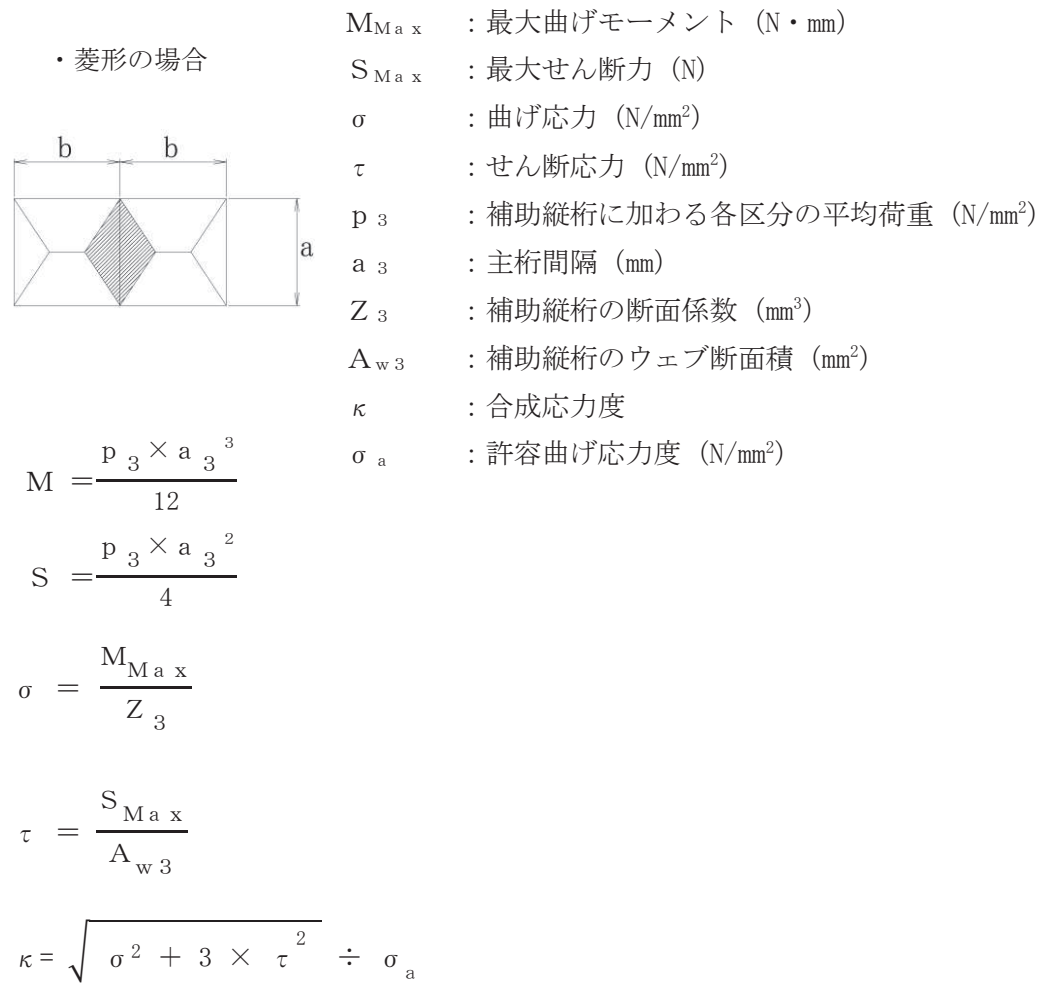 ・菱形の場合
b b
a
M = p₃×a₃³ / 12
S = p₃×a₃² / 4
σ = M_Max / Z₃
τ = S_Max / A_w3
κ= √(σ² + 3 × τ²) ÷ σ_a
M_Max ：最大曲げモーメント (N・mm)
S_Max ：最大せん断力 (N)
σ ：曲げ応力 (N/mm²)
τ ：せん断応力 (N/mm²)
p₃ ：補助縦桁に加わる各区分の平均荷重 (N/mm²)
a₃ ：主桁間隔 (mm)
Z₃ ：補助縦桁の断面係数 (mm³)
A_w3 ：補助縦桁のウェブ断面積 (mm²)
κ ：合成応力度
σ_a ：許容曲げ応力度 (N/mm²)